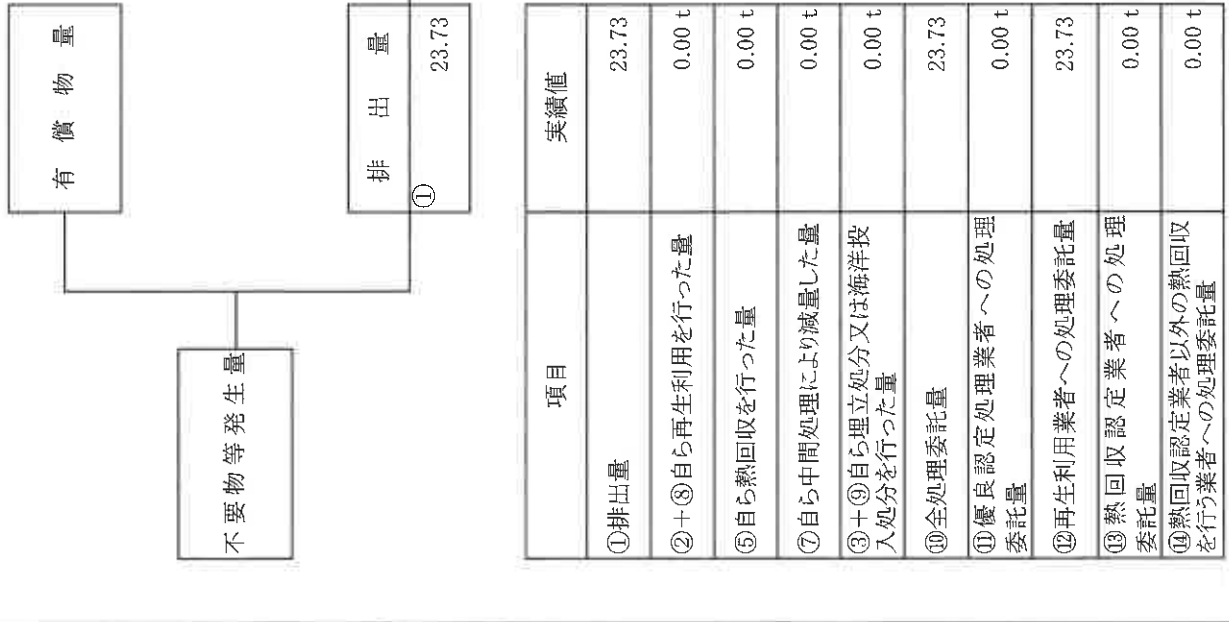 有償物量
不要物等発生量
排出量
①
23.73
項目 実績値
①排出量 23.73
②+⑧自ら再生利用を行った量 0.00 t
⑤自ら熱回収を行った量 0.00 t
⑦自ら中間処理により減量した量 0.00 t
③+⑨自ら埋立処分又は海洋投 0.00 t
入処分を行った量
⑩全処理委託量 23.73
⑪優良認定処理業者への処理 0.00 t
委託量
⑫再生利用業者への処理委託量 23.73
⑬熱回収認定業者への処理 0.00 t
委託量
⑭熱回収認定業者以外の熱回収 0.00 t
を行う業者への処理委託量